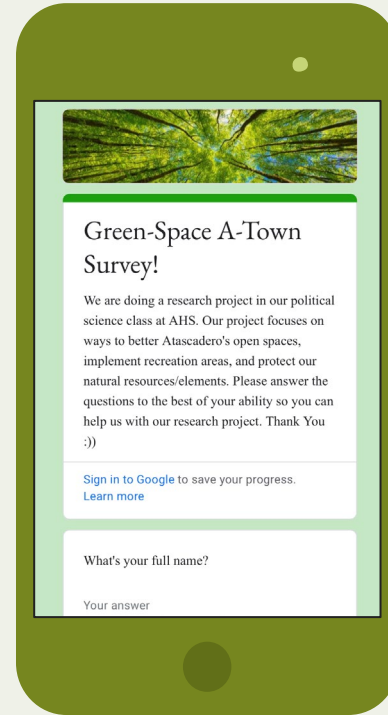 Green-Space A-Town
Survey!
We are doing a research project in our political
science class at AHS. Our project focuses on
ways to better Atascadero's open spaces,
implement recreation areas, and protect our
natural resources/elements. Please answer the
questions to the best of your ability so you can
help us with our research project. Thank You
:))
Sign in to Google to save your progress.
Learn more
What's your full name?
Your answer